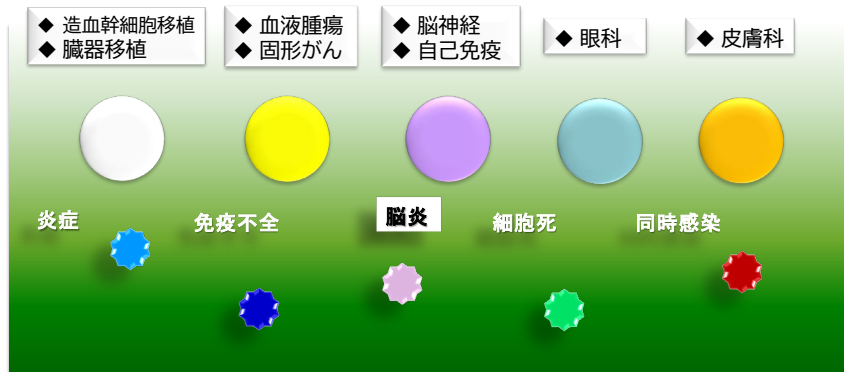 ◆ 造血幹細胞移植
◆ 臓器移植
◆ 血液腫瘍
◆ 固形がん
◆ 脳神経
◆ 自己免疫
◆ 眼科
◆ 皮膚科
炎症
免疫不全
脳炎
細胞死
同時感染